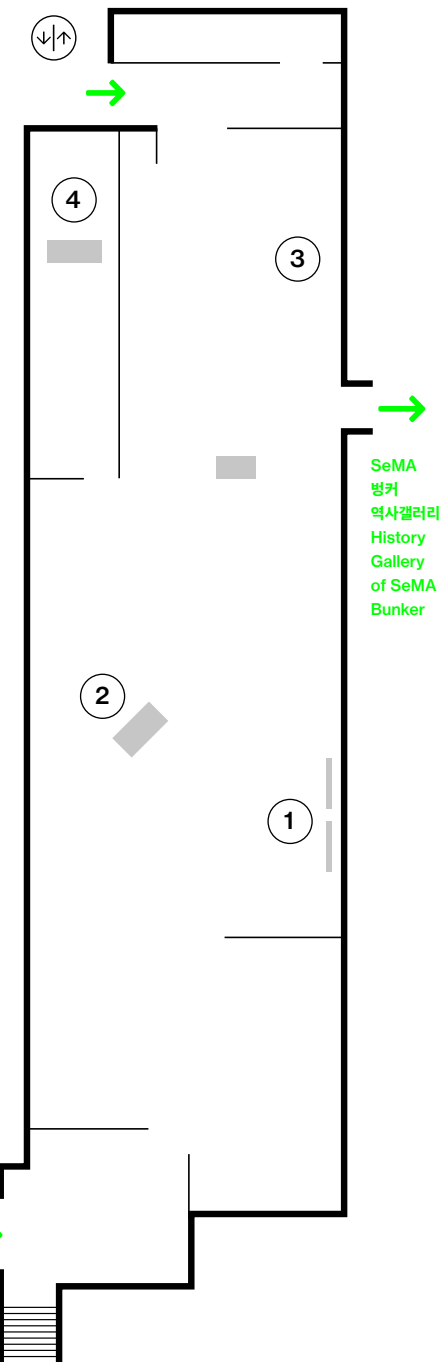 4
3
SeMA
벙커
역사갤러리
History
Gallery
of SeMA
Bunker
2
1